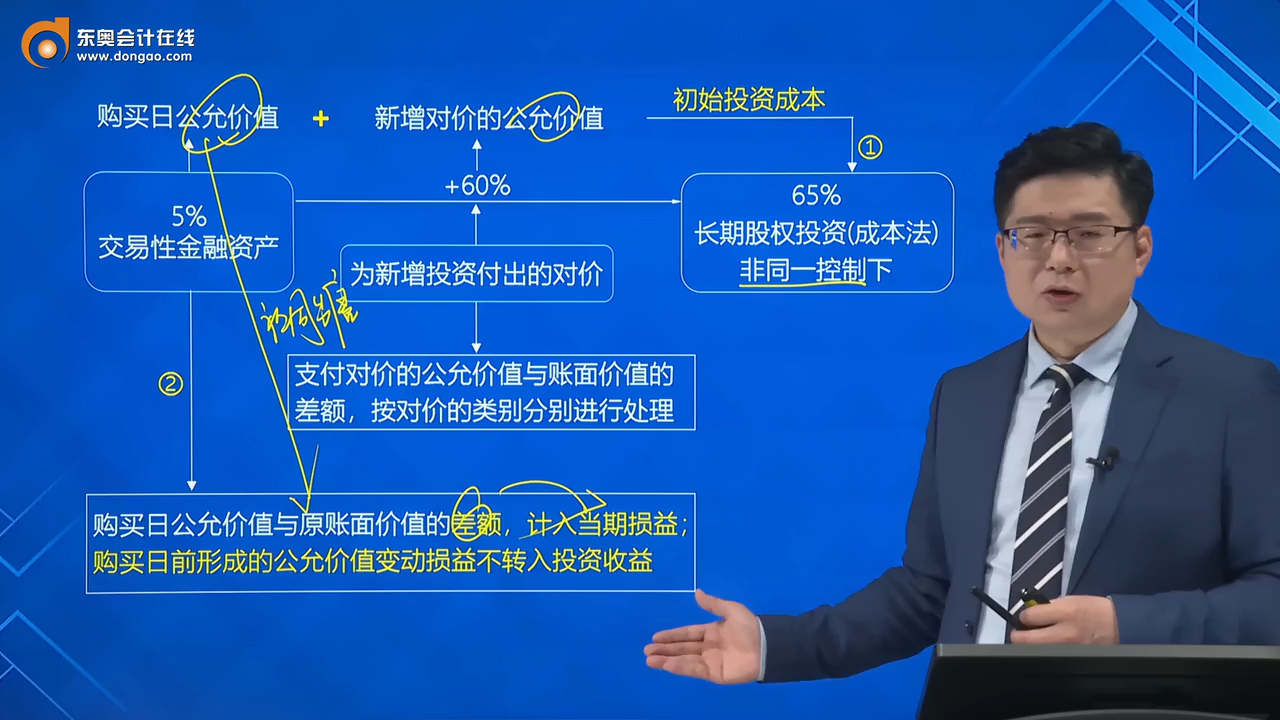 东奥会计在线
www.dongao.com
购买日公允价值 + 新增对价的公允价值
初始投资成本
①
+60%
5%
交易性金融资产
65%
长期股权投资(成本法)
非同一控制下
为新增投资付出的对价
支付对价的公允价值与账面价值的
差额，按对价的类别分别进行处理
②
购买日公允价值与原账面价值的差额，计入当期损益；
购买日前形成的公允价值变动损益不转入投资收益